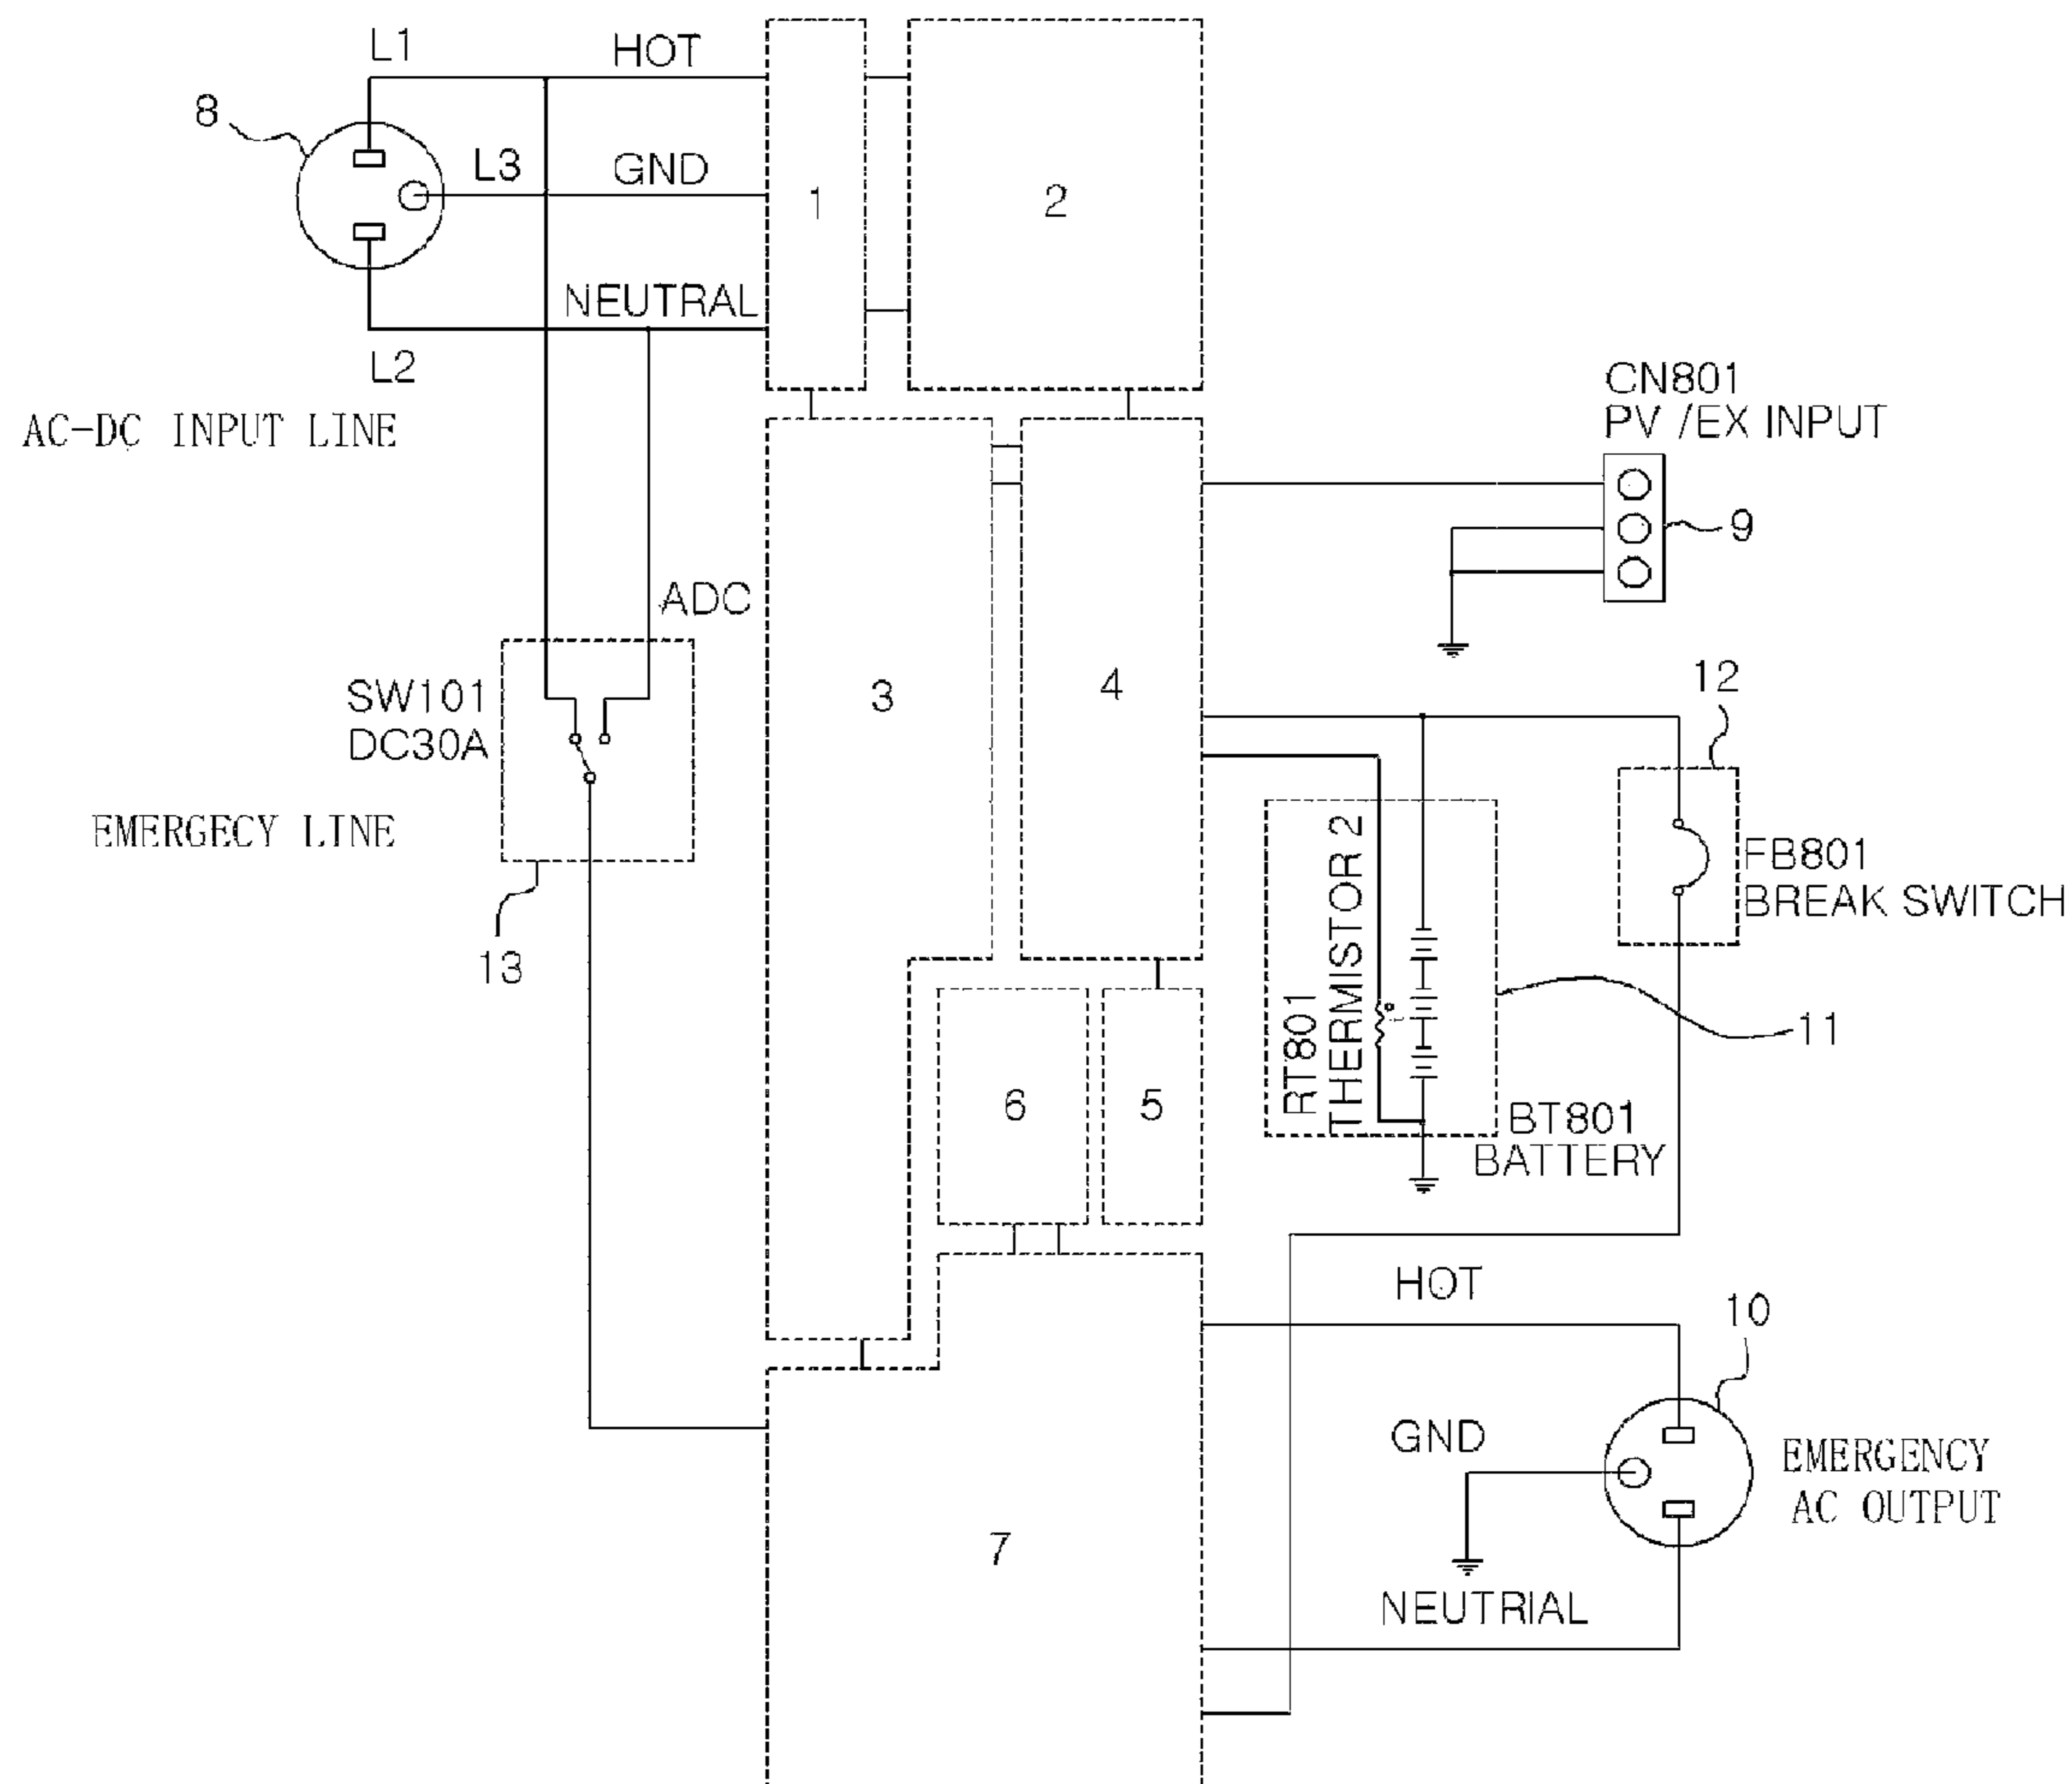 L1
HOT
8
L3
GND
1
2
NEUTRAL
L2
AC-DC INPUT LINE
CN801
PV /EX INPUT
9
ADC
SW101
DC30A
3
4
12
EMERGECY LINE
FB801
BREAK SWITCH
13
RT801
THERMISTOR 2
t
11
6
5
BT801
BATTERY
HOT
10
GND
EMERGENCY
AC OUTPUT
7
NEUTRIAL